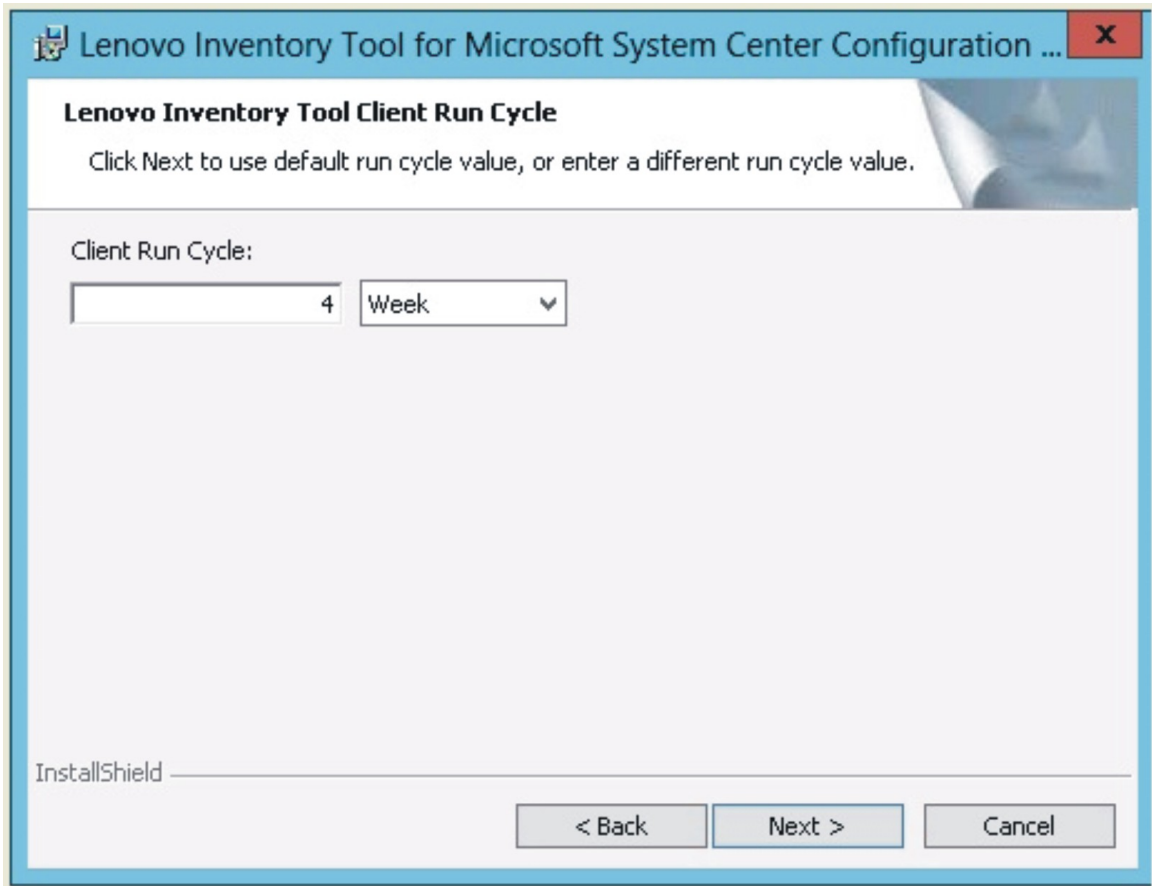 Lenovo Inventory Tool for Microsoft System Center Configuration ...
x
Lenovo Inventory Tool Client Run Cycle
Click Next to use default run cycle value, or enter a different run cycle value.
Client Run Cycle:
4 Week
InstallShield
< Back Next > Cancel